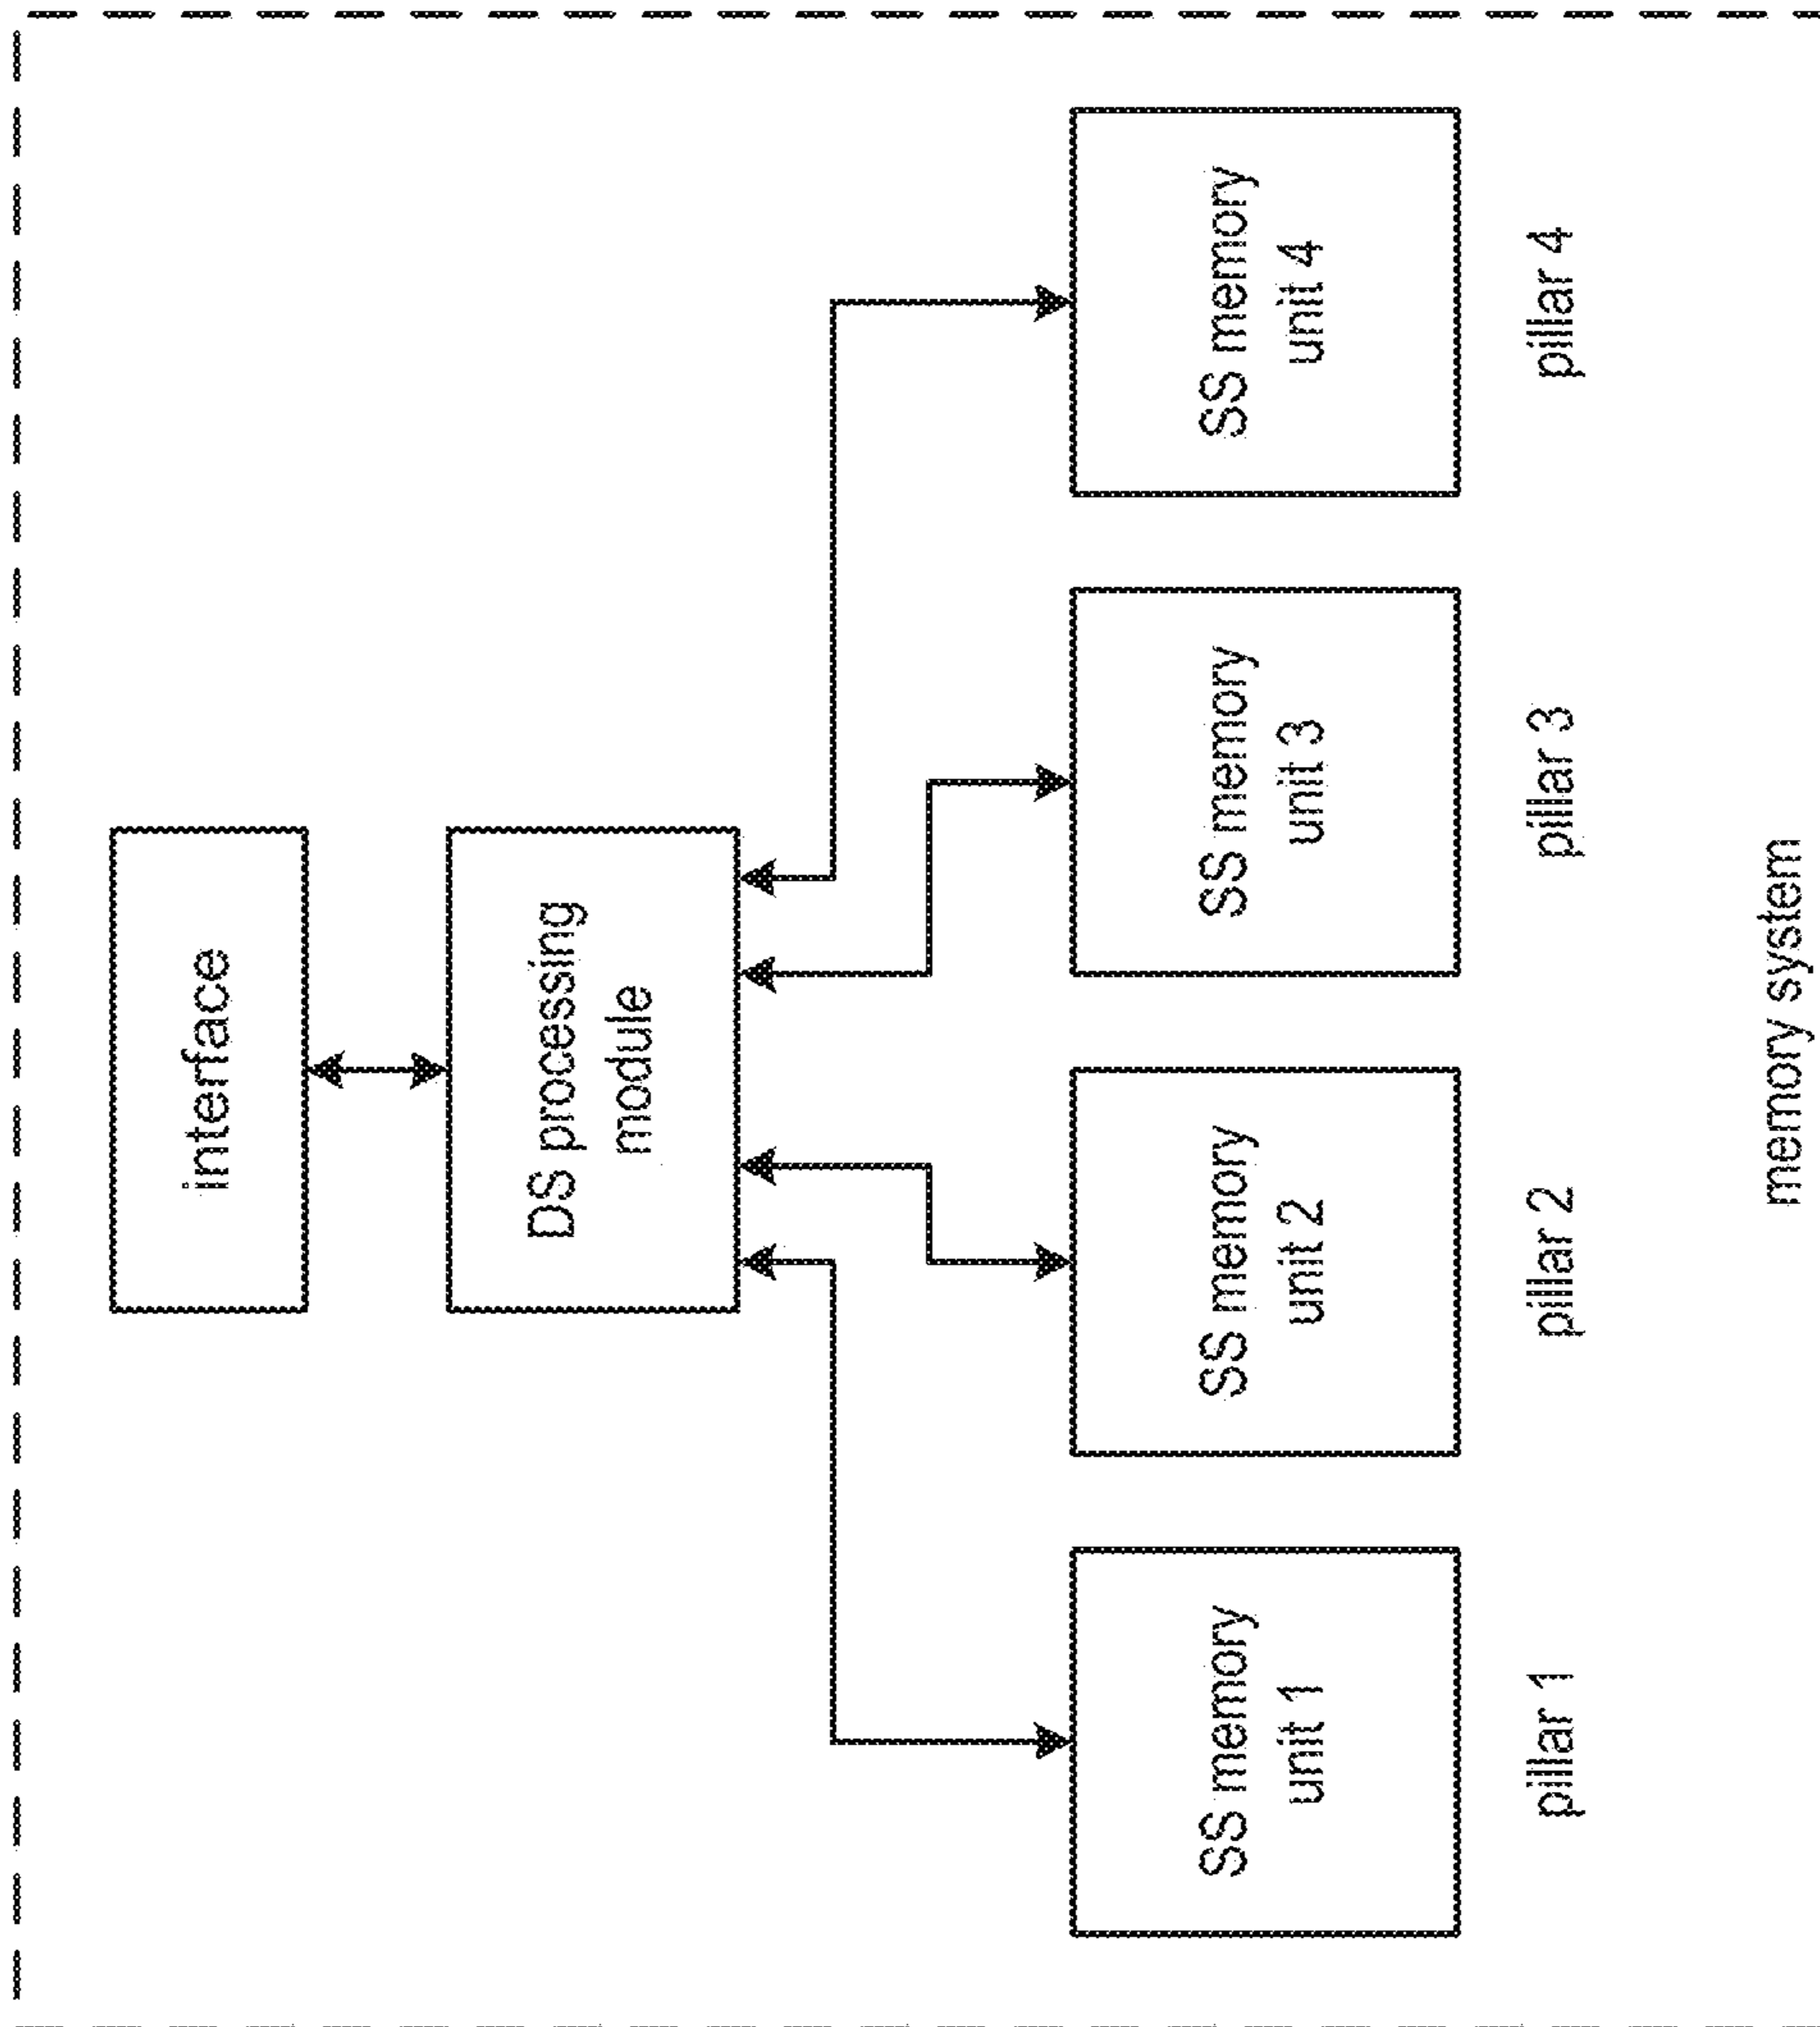 interface
DS processing
module
SS memory
unit 1
SS memory
unit 2
SS memory
unit 3
SS memory
unit 4
pillar 1
pillar 2
pillar 3
pillar 4
memory system